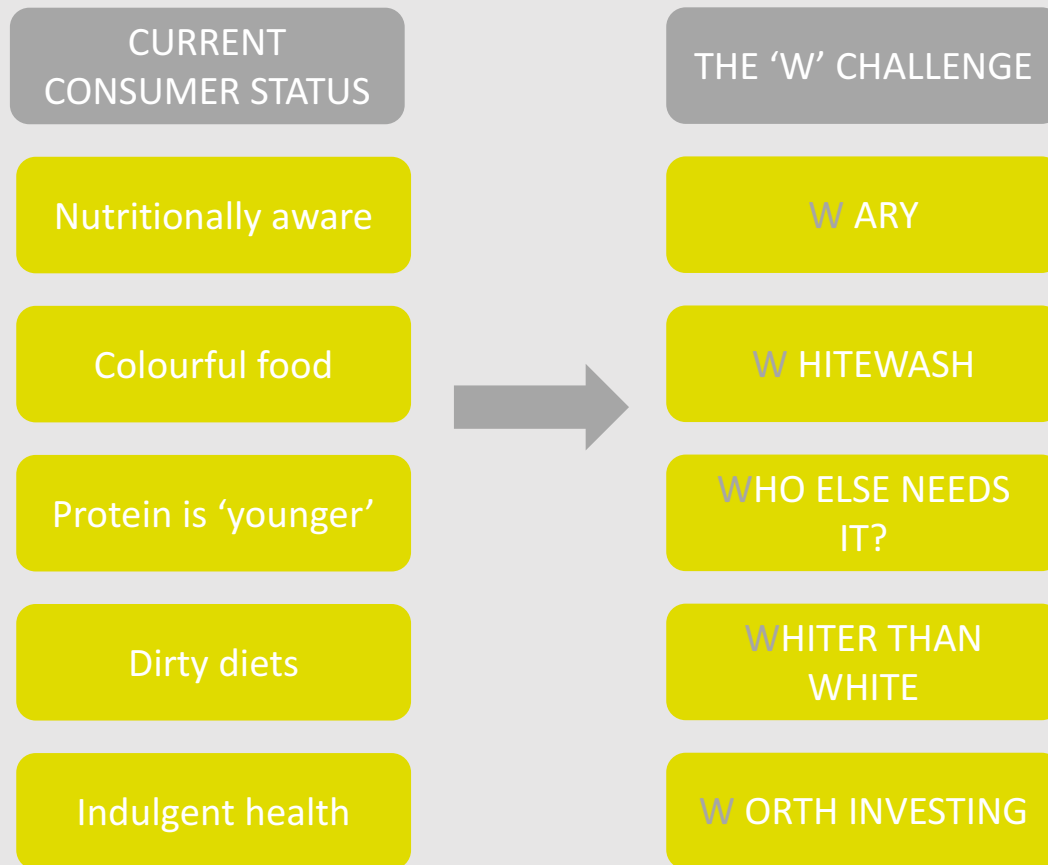 CURRENT
CONSUMER STATUS
THE ‘W’ CHALLENGE
Nutritionally aware
W ARY
Colourful food
W HITEWASH
Protein is ‘younger’
WHO ELSE NEEDS
IT?
Dirty diets
WHITER THAN
WHITE
Indulgent health
W ORTH INVESTING